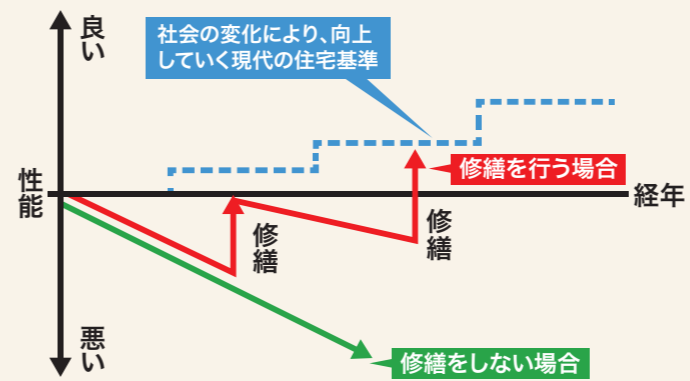 良い
社会の変化により、向上
していく現代の住宅基準
修繕を行う場合
性能
経年
修繕
修繕
悪い
修繕をしない場合